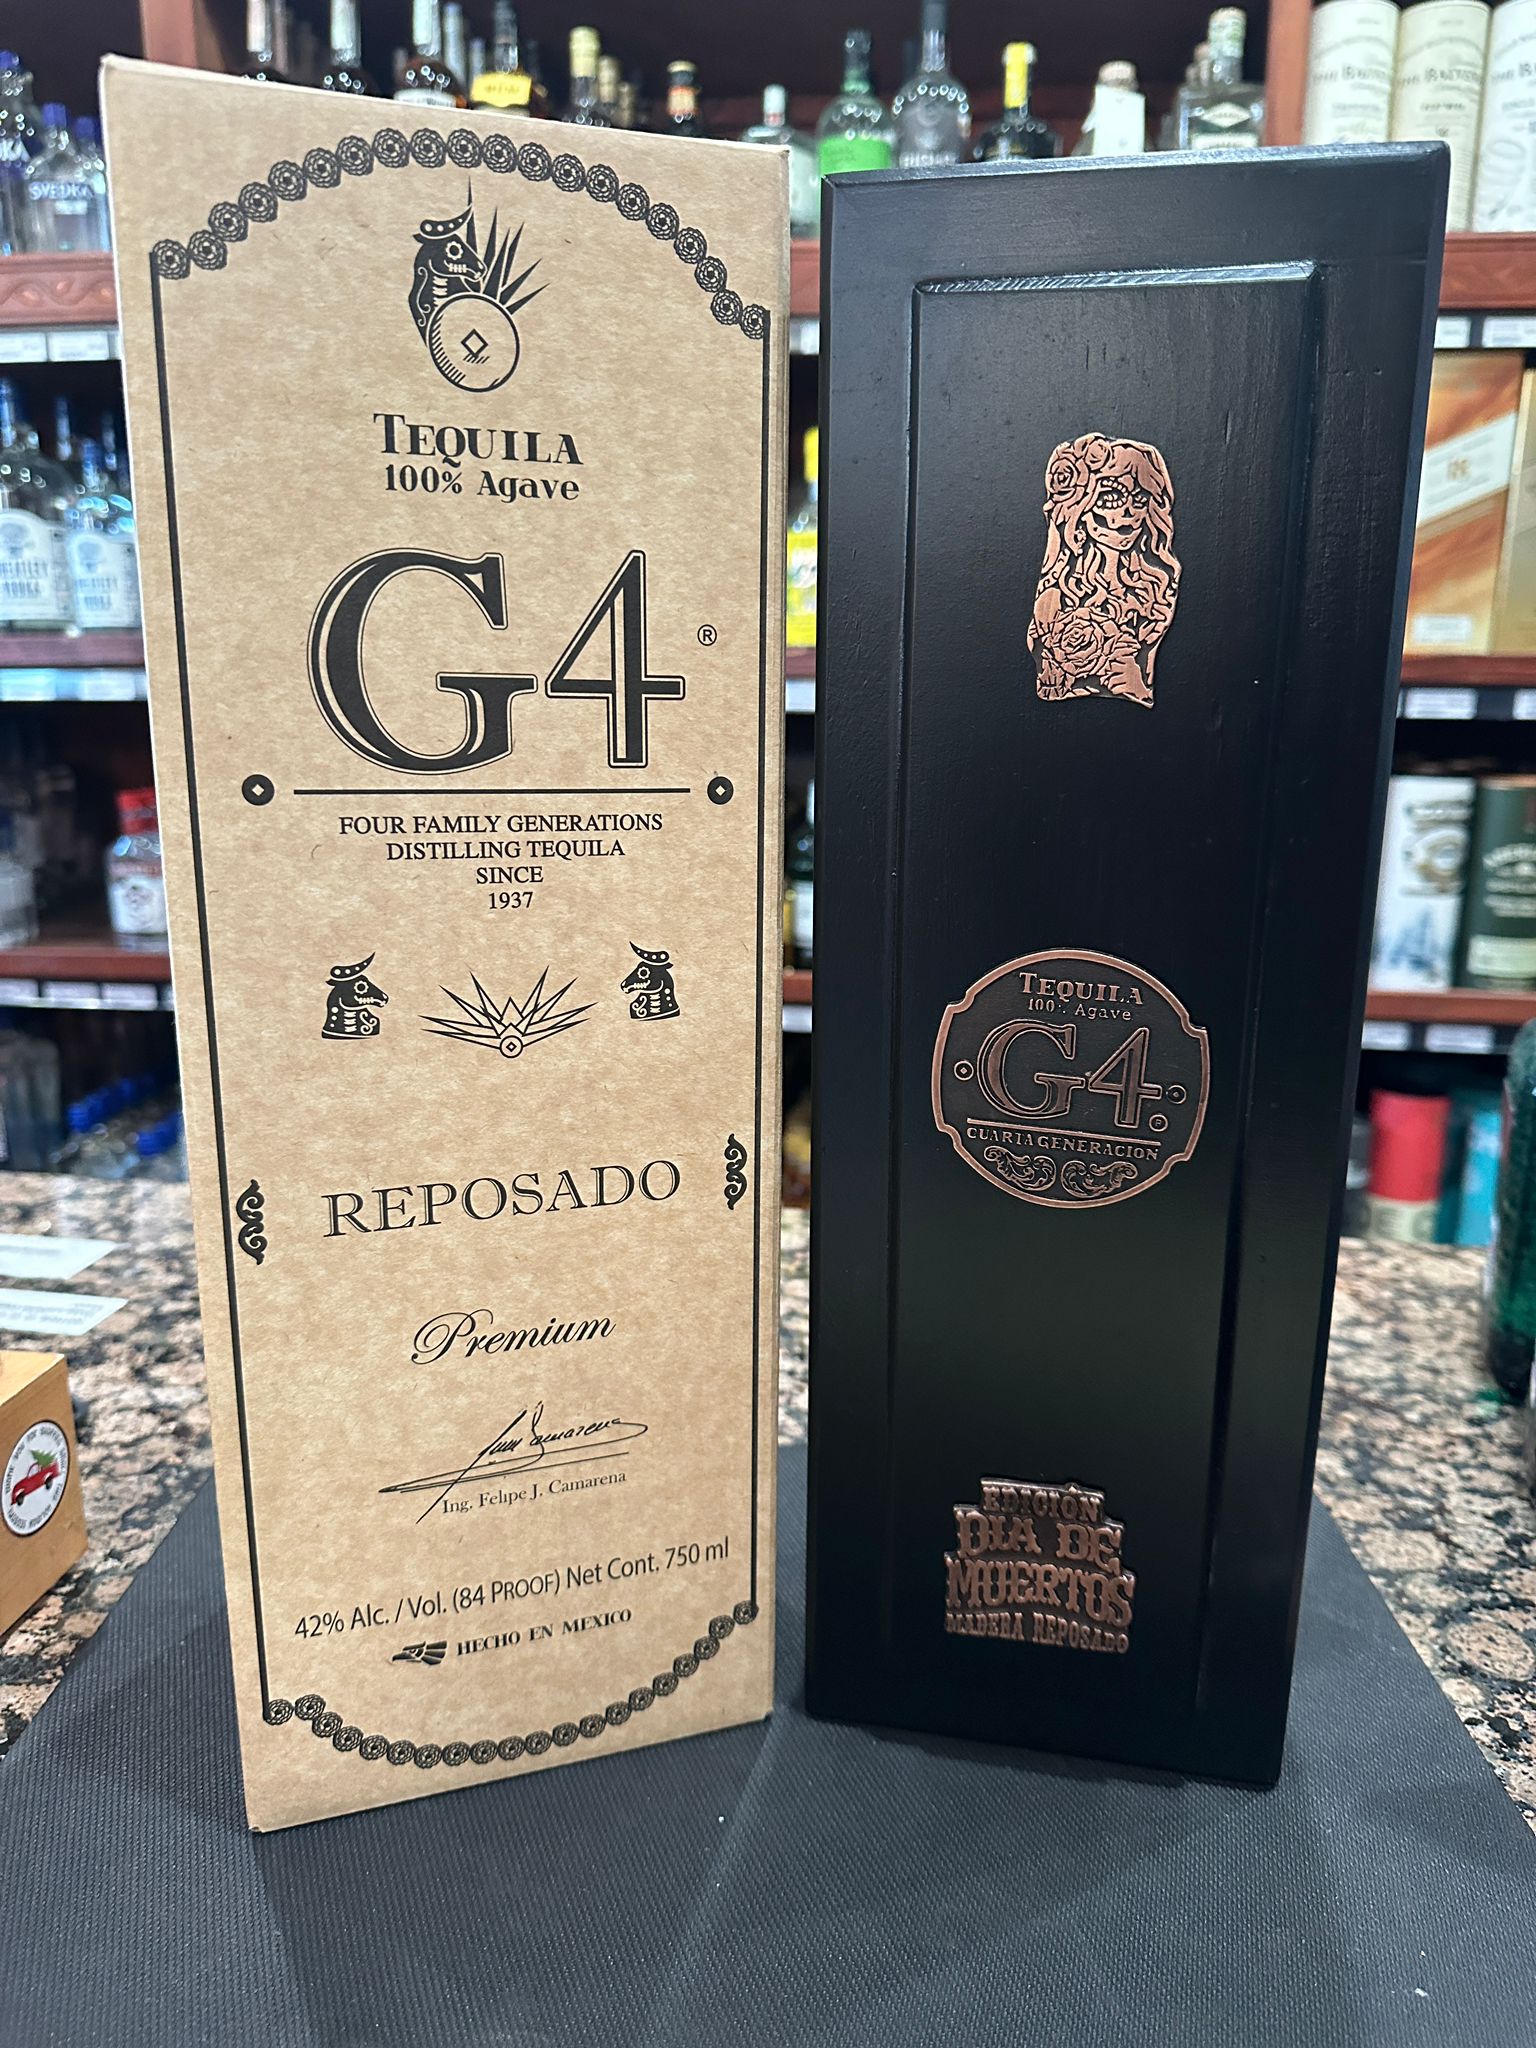 TEQUILA
100% Agave
G4®
FOUR FAMILY GENERATIONS
DISTILLING TEQUILA
SINCE
1937
REPOSADO
Premium
Ing. Felipe J. Camarena
42% Alc. / Vol. (84 PROOF) Net Cont. 750 ml
HECHO EN MEXICO
TEQUILA
100% Agave
G4®
CUARTA GENERACION
EDICIÓN
DIA DE
MUERTOS
MADERA REPOSADO
SVEDKA